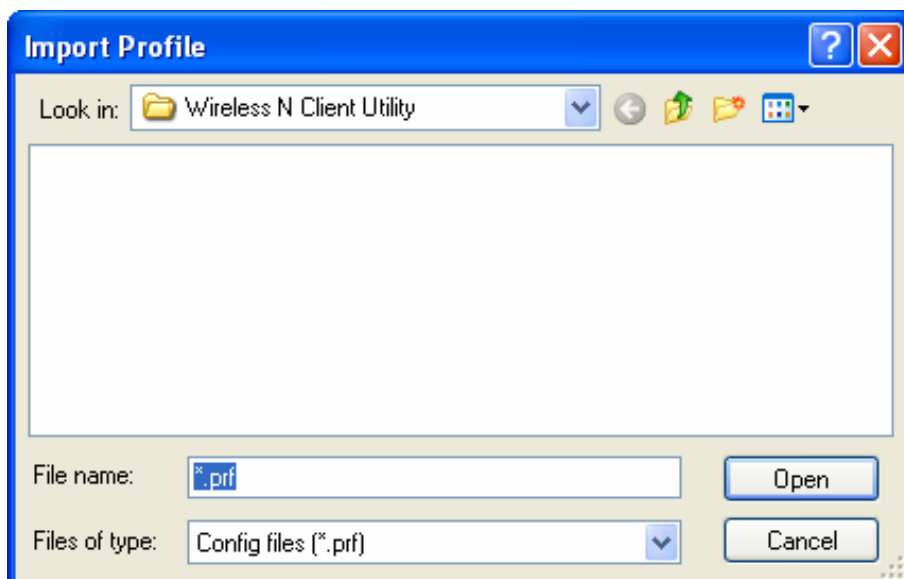 Import Profile
Look in: Wireless N Client Utility
File name: *.prf Open
Files of type: Config files (*.prf) Cancel